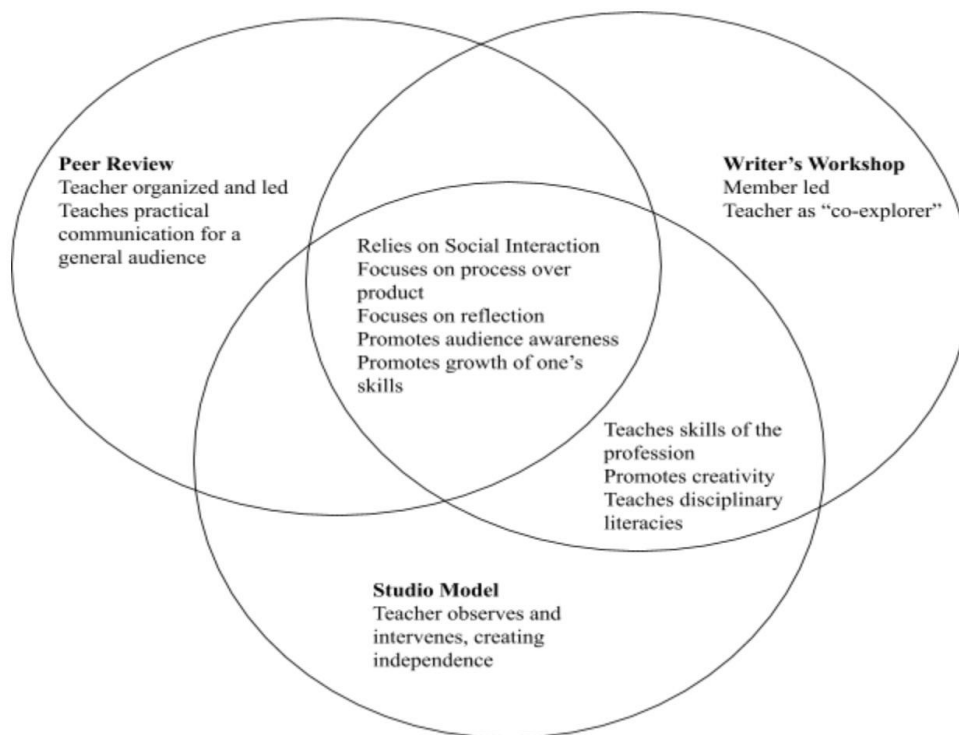 Peer Review
Teacher organized and led
Teaches practical
communication for a
general audience
Writer’s Workshop
Member led
Teacher as “co-explorer”
Relies on Social Interaction
Focuses on process over
product
Focuses on reflection
Promotes audience awareness
Promotes growth of one’s
skills
Teaches skills of the
profession
Promotes creativity
Teaches disciplinary
literacies
Studio Model
Teacher observes and
intervenes, creating
independence